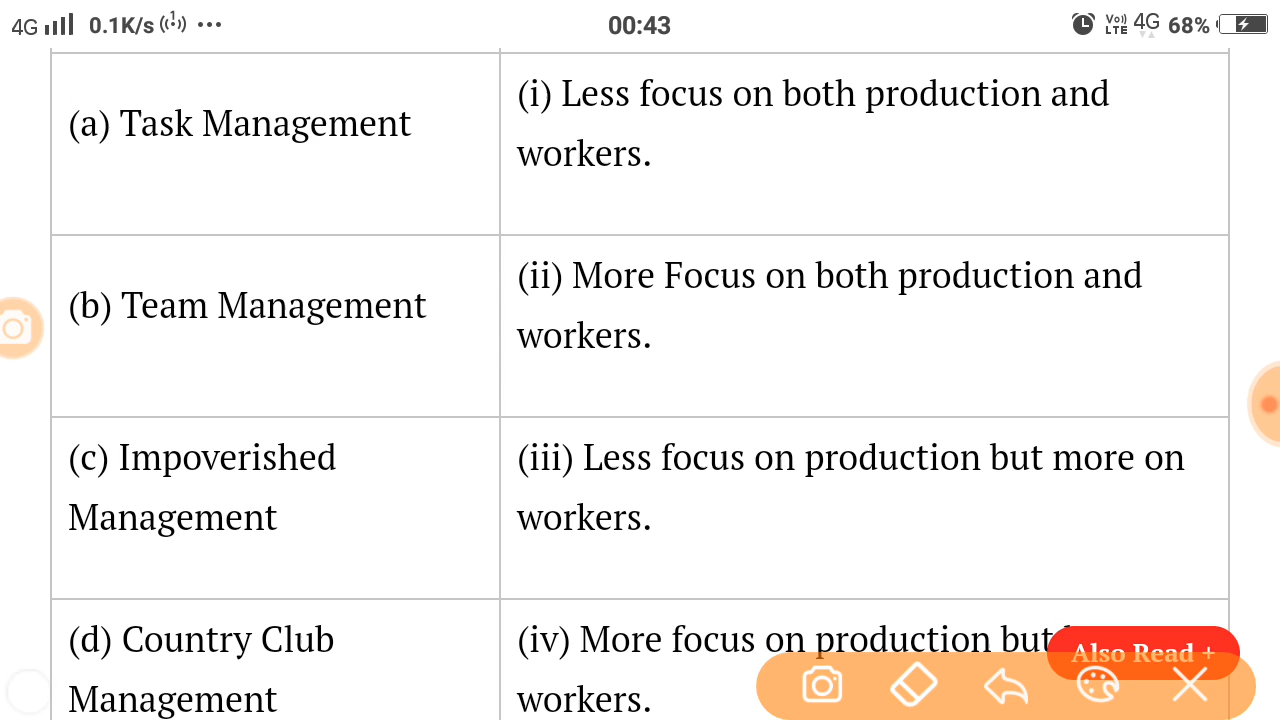 4G 0.1K/s ... 00:43 Vo)) LTE 4G 68%
(a) Task Management
(i) Less focus on both production and
workers.
(b) Team Management
(ii) More Focus on both production and
workers.
(c) Impoverished
Management
(iii) Less focus on production but more on
workers.
(d) Country Club
Management
(iv) More focus on production but
workers.
Also Read +